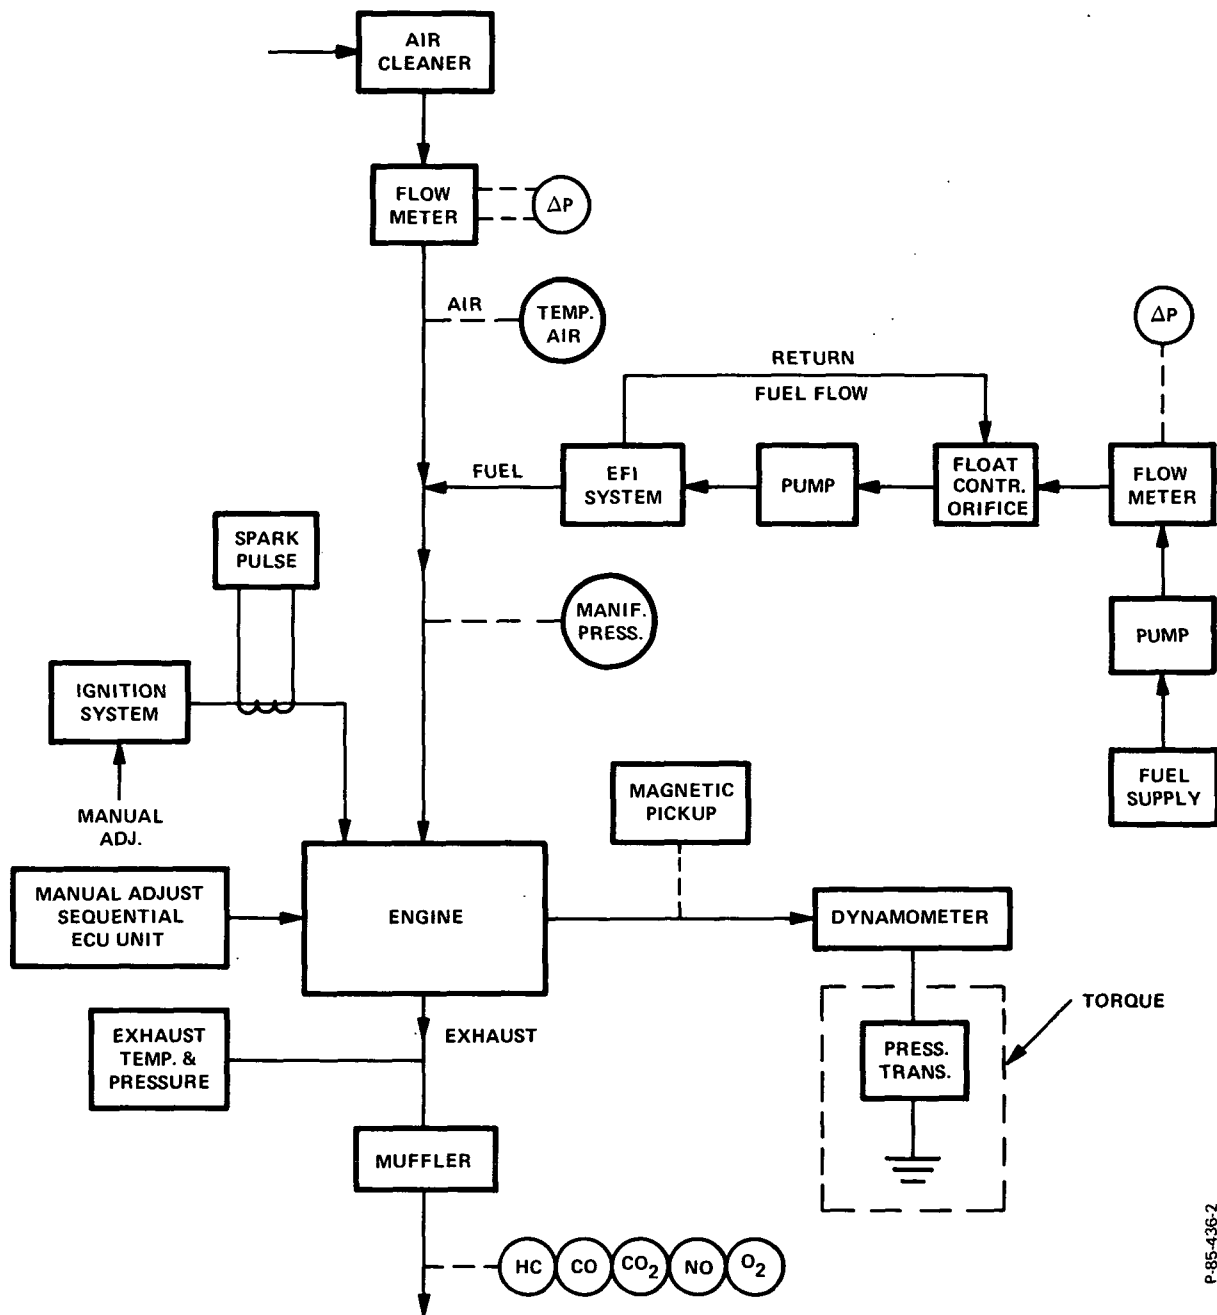 AIR
CLEANER
FLOW
METER
ΔP
AIR
TEMP.
AIR
ΔP
RETURN
FUEL FLOW
FUEL
EFI
SYSTEM
PUMP
FLOAT
CONTR.
ORIFICE
FLOW
METER
SPARK
PULSE
MANIF.
PRESS.
PUMP
IGNITION
SYSTEM
MANUAL
ADJ.
MAGNETIC
PICKUP
FUEL
SUPPLY
MANUAL ADJUST
SEQUENTIAL
ECU UNIT
ENGINE
DYNAMOMETER
EXHAUST
TEMP. &
PRESSURE
EXHAUST
TORQUE
PRESS.
TRANS.
MUFFLER
HC
CO
CO₂
NO
O₂
P-85-436-2